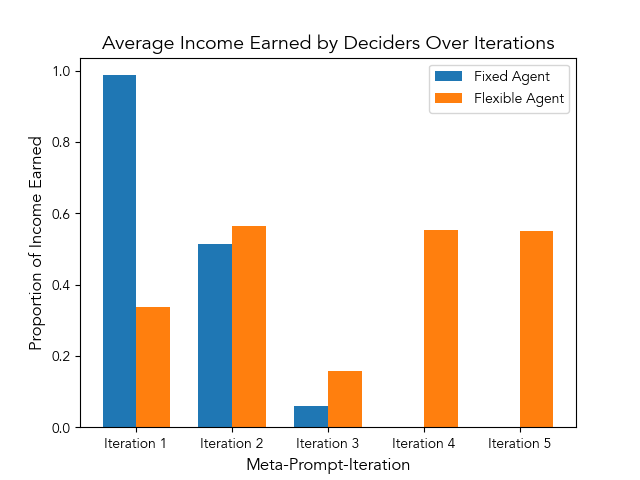 Average Income Earned by Deciders Over Iterations
Fixed Agent
Flexible Agent
Proportion of Income Earned
1.0
0.8
0.6
0.4
0.2
0.0
Iteration 1
Iteration 2
Iteration 3
Iteration 4
Iteration 5
Meta-Prompt-Iteration